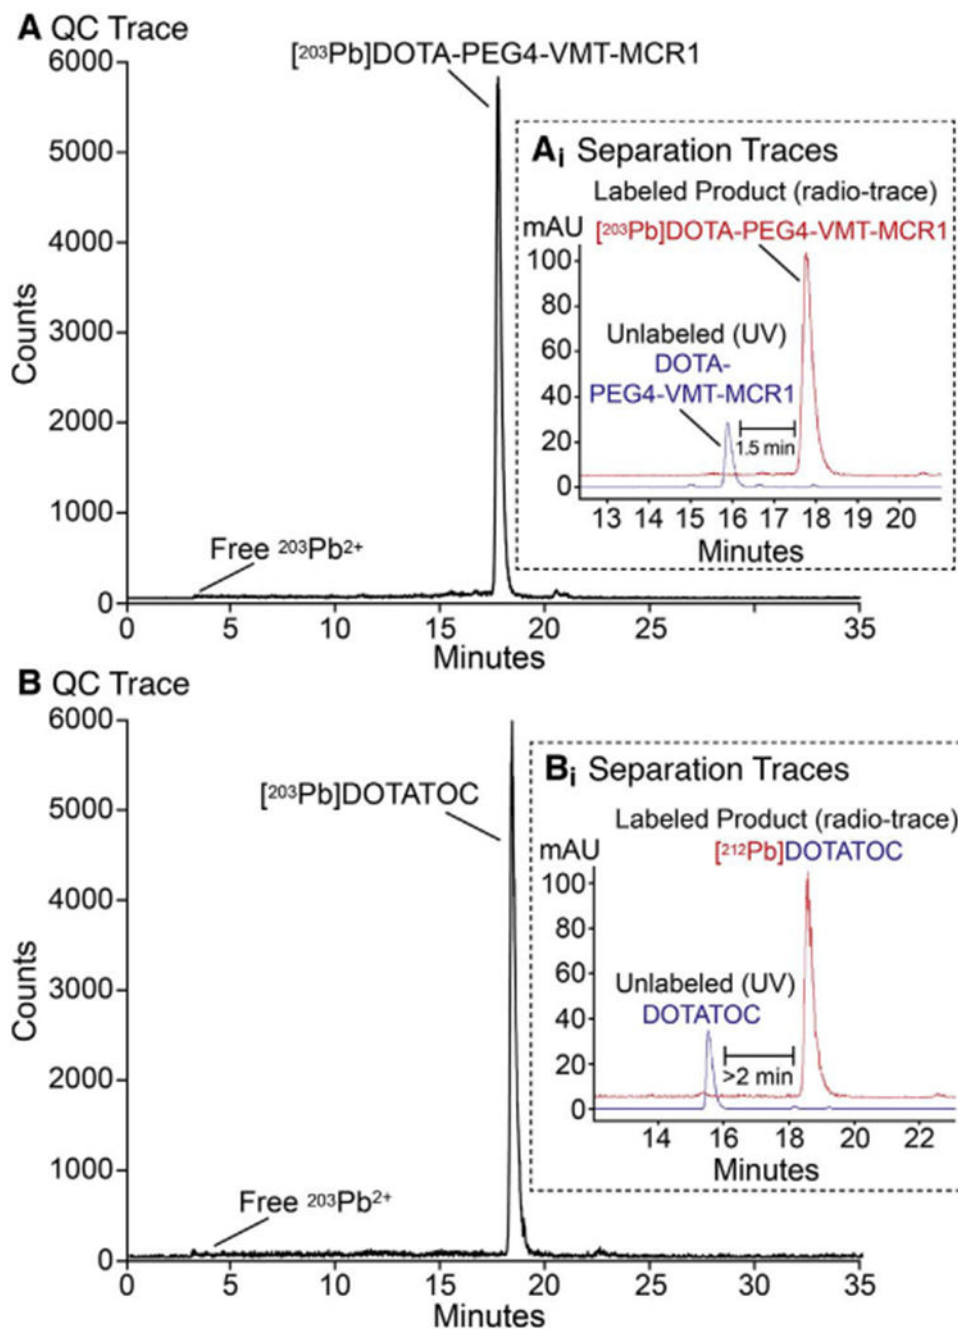 A QC Trace
[203Pb]DOTA-PEG4-VMT-MCR1
6000
5000
4000
3000
2000
1000
0
Counts
Free 203Pb2+
0 5 10 15 20 25 35
Minutes
Ai Separation Traces
Labeled Product (radio-trace)
mAU [203Pb]DOTA-PEG4-VMT-MCR1
100
80
60
40
20
0
Unlabeled (UV)
DOTA-
PEG4-VMT-MCR1
1.5 min
13 14 15 16 17 18 19 20
Minutes
B QC Trace
6000
5000
4000
3000
2000
1000
0
Counts
[203Pb]DOTATOC
Free 203Pb2+
0 5 10 15 20 25 30 35
Minutes
Bi Separation Traces
Labeled Product (radio-trace)
mAU [212Pb]DOTATOC
100
80
60
40
20
0
Unlabeled (UV)
DOTATOC
>2 min
14 16 18 20 22
Minutes